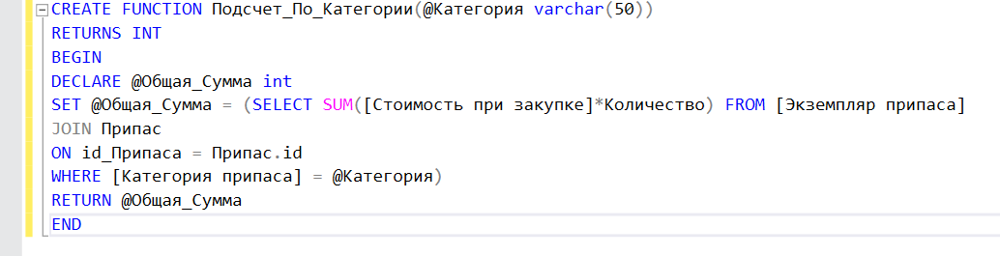 CREATE FUNCTION Подсчет_По_Категории(@Категория varchar(50))
RETURNS INT
BEGIN
DECLARE @Общая_Сумма int
SET @Общая_Сумма = (SELECT SUM([Стоимость при закупке]*Количество) FROM [Экземпляр припаса]
JOIN Припас
ON id_Припаса = Припас.id
WHERE [Категория припаса] = @Категория)
RETURN @Общая_Сумма
END